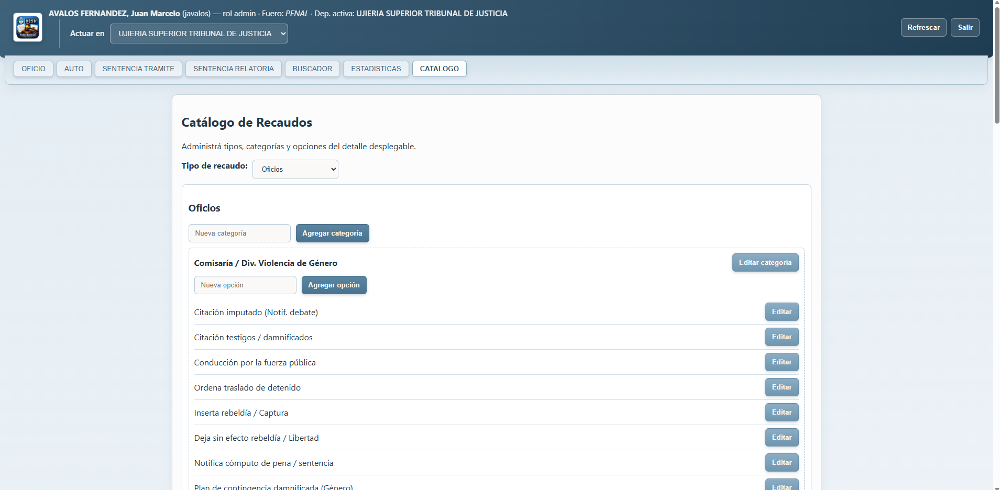 AVALOS FERNANDEZ, Juan Marcelo (javalos) — rol admin · Fuero: PENAL · Dep. activa: UJIERIA SUPERIOR TRIBUNAL DE JUSTICIA
Actuar en UJIERIA SUPERIOR TRIBUNAL DE JUSTICIA
Refrescar Salir
0258
Poder Judicial
OFICIO AUTO SENTENCIA TRAMITE SENTENCIA RELATORIA BUSCADOR ESTADISTICAS CATALOGO
Catálogo de Recaudos
Administrá tipos, categorías y opciones del detalle desplegable.
Tipo de recaudo: Oficios
Oficios
Nueva categoría Agregar categoría
Comisaría / Div. Violencia de Género Editar categoría
Nueva opción Agregar opción
Citación imputado (Notif. debate) Editar
Citación testigos / damnificados Editar
Conducción por la fuerza pública Editar
Ordena traslado de detenido Editar
Inserta rebeldía / Captura Editar
Deja sin efecto rebeldía / Libertad Editar
Notifica cómputo de pena / sentencia Editar
Plan de contingencia damnificada (Género) Editar